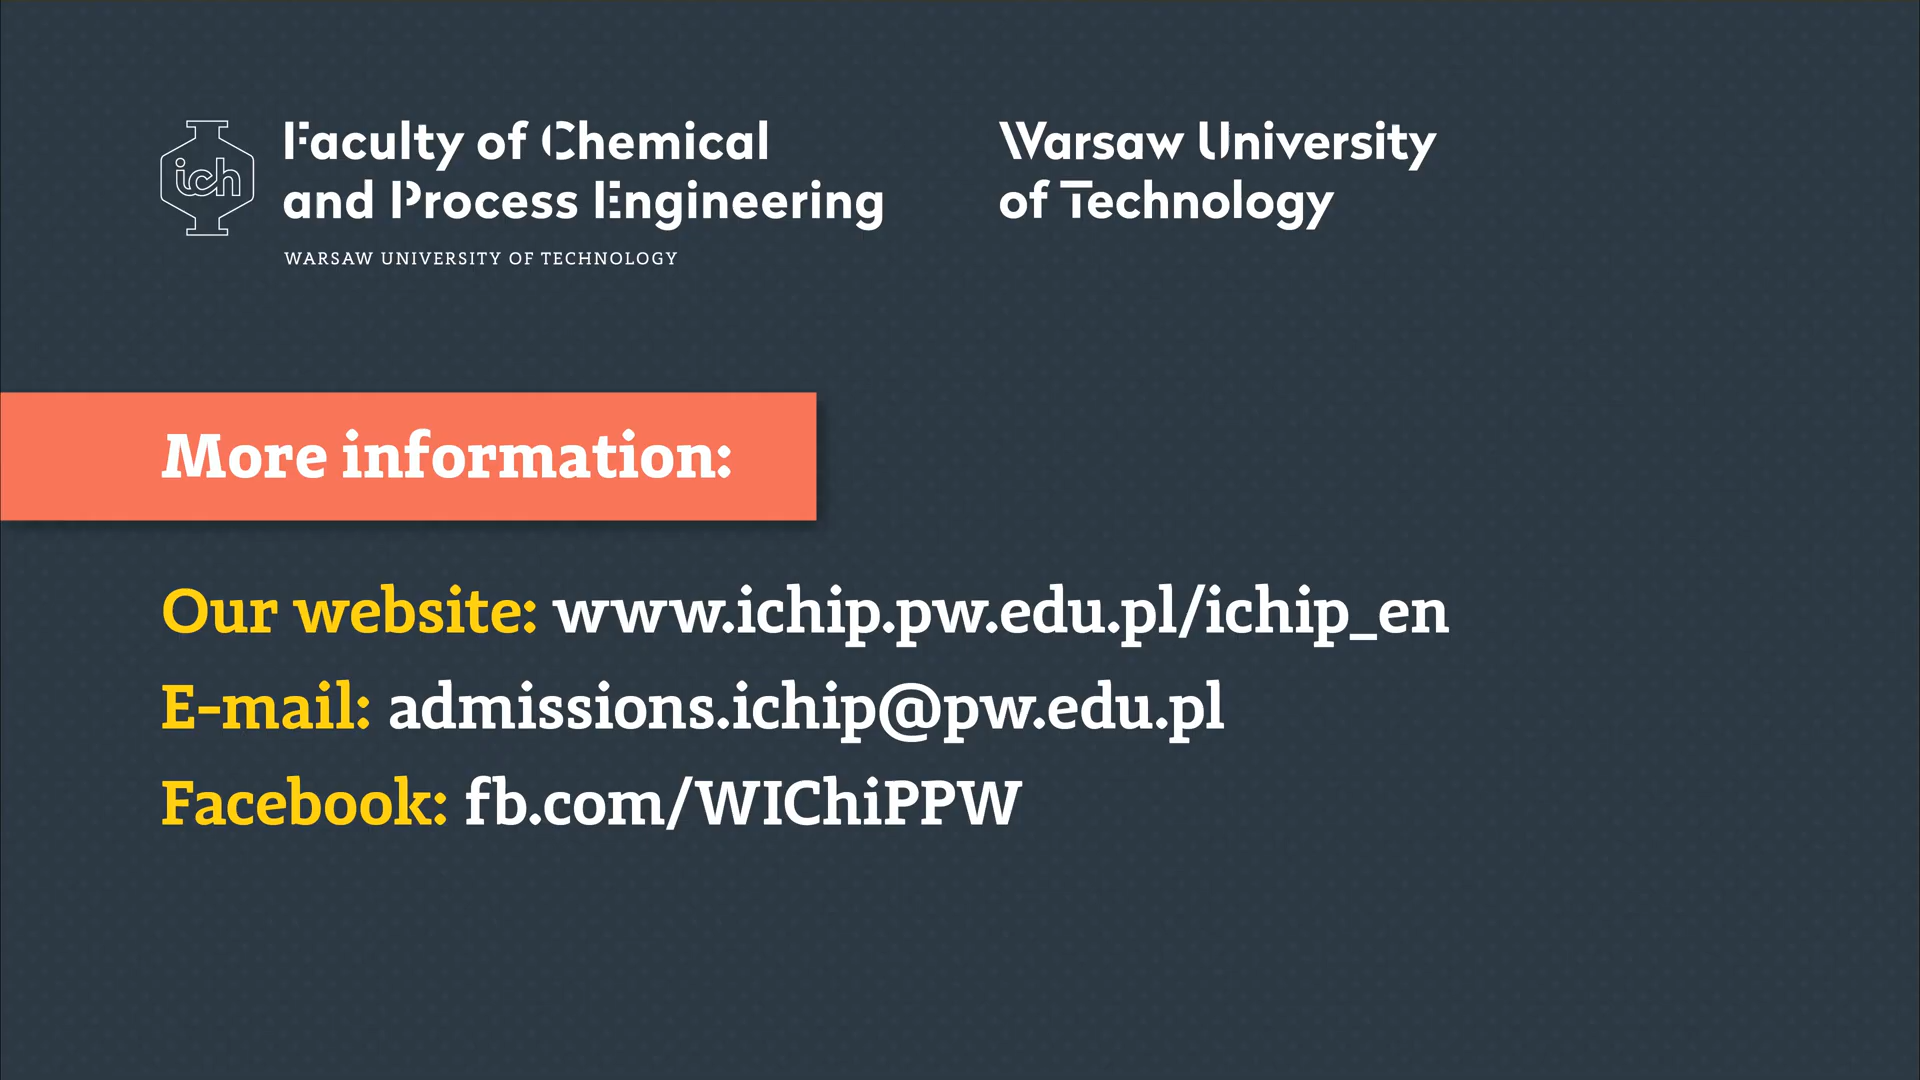 ich
Faculty of Chemical
and Process Engineering
WARSAW UNIVERSITY OF TECHNOLOGY
Warsaw University
of Technology
More information:
Our website: www.ichip.pw.edu.pl/ichip_en
E-mail: admissions.ichip@pw.edu.pl
Facebook: fb.com/WIChiPPW